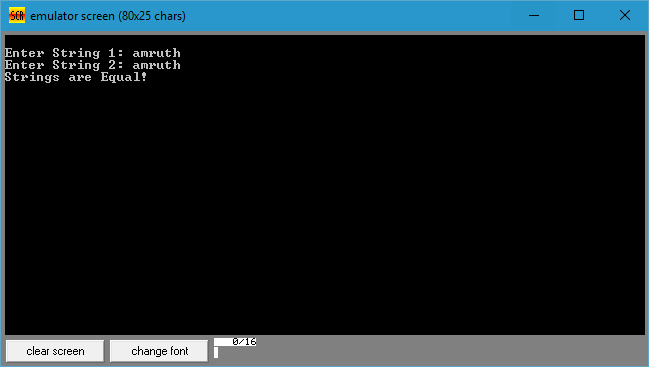 SCR emulator screen (80x25 chars)
Enter String 1: amruth
Enter String 2: amruth
Strings are Equal!
clear screen change font 0/16